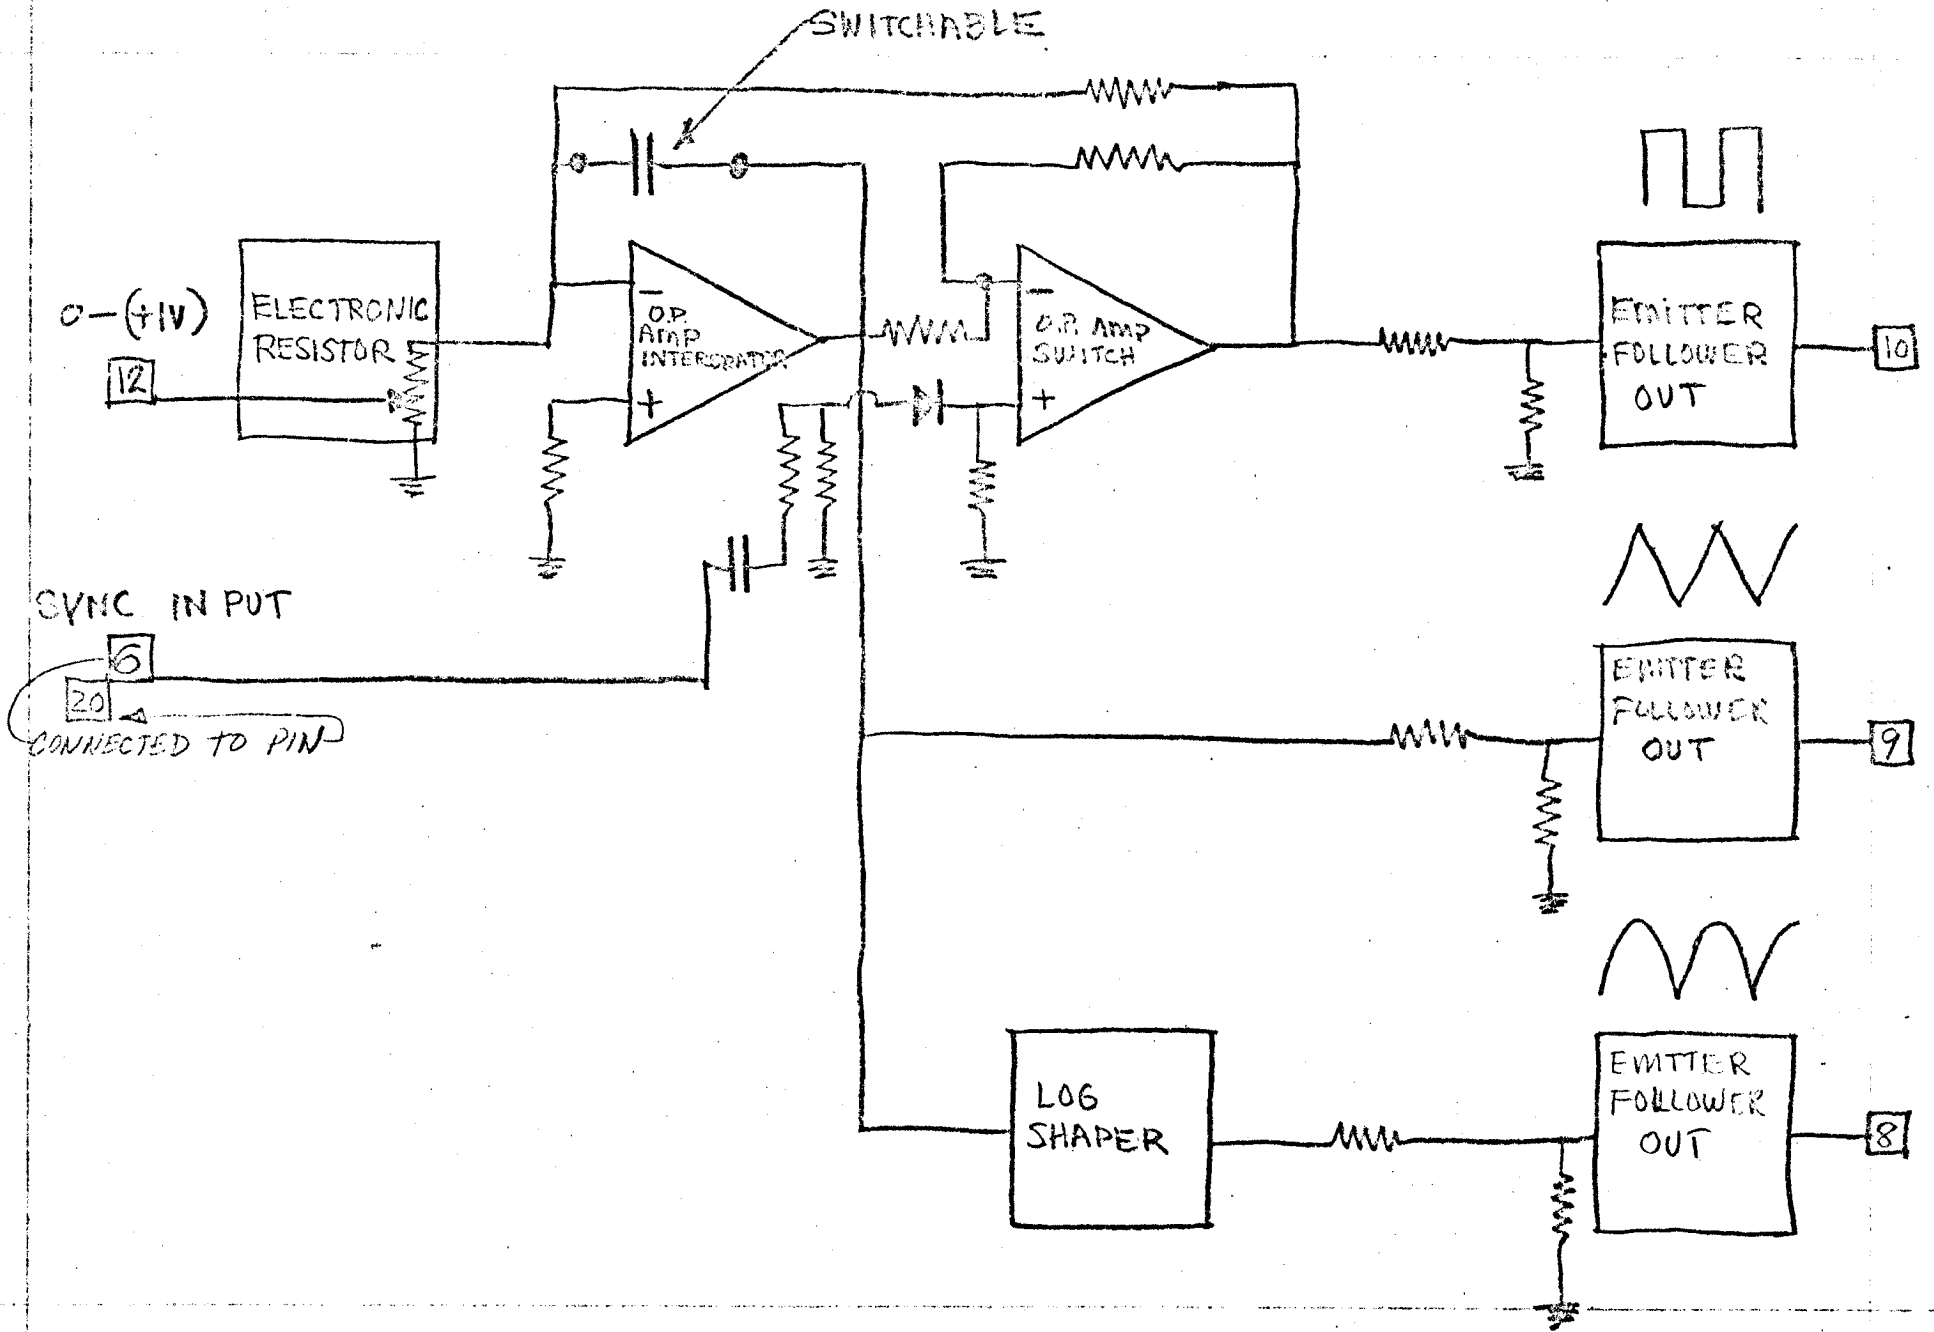 SWITCHABLE
0-(+1V)
12
ELECTRONIC
RESISTOR
-
O.P.
AMP
INTERGRATER
+
-
O.P. AMP
SWITCH
+
EMITTER
FOLLOWER
OUT
10
SYNC INPUT
6
20
CONNECTED TO PIN
EMITTER
FOLLOWER
OUT
9
LOG
SHAPER
EMITTER
FOLLOWER
OUT
8